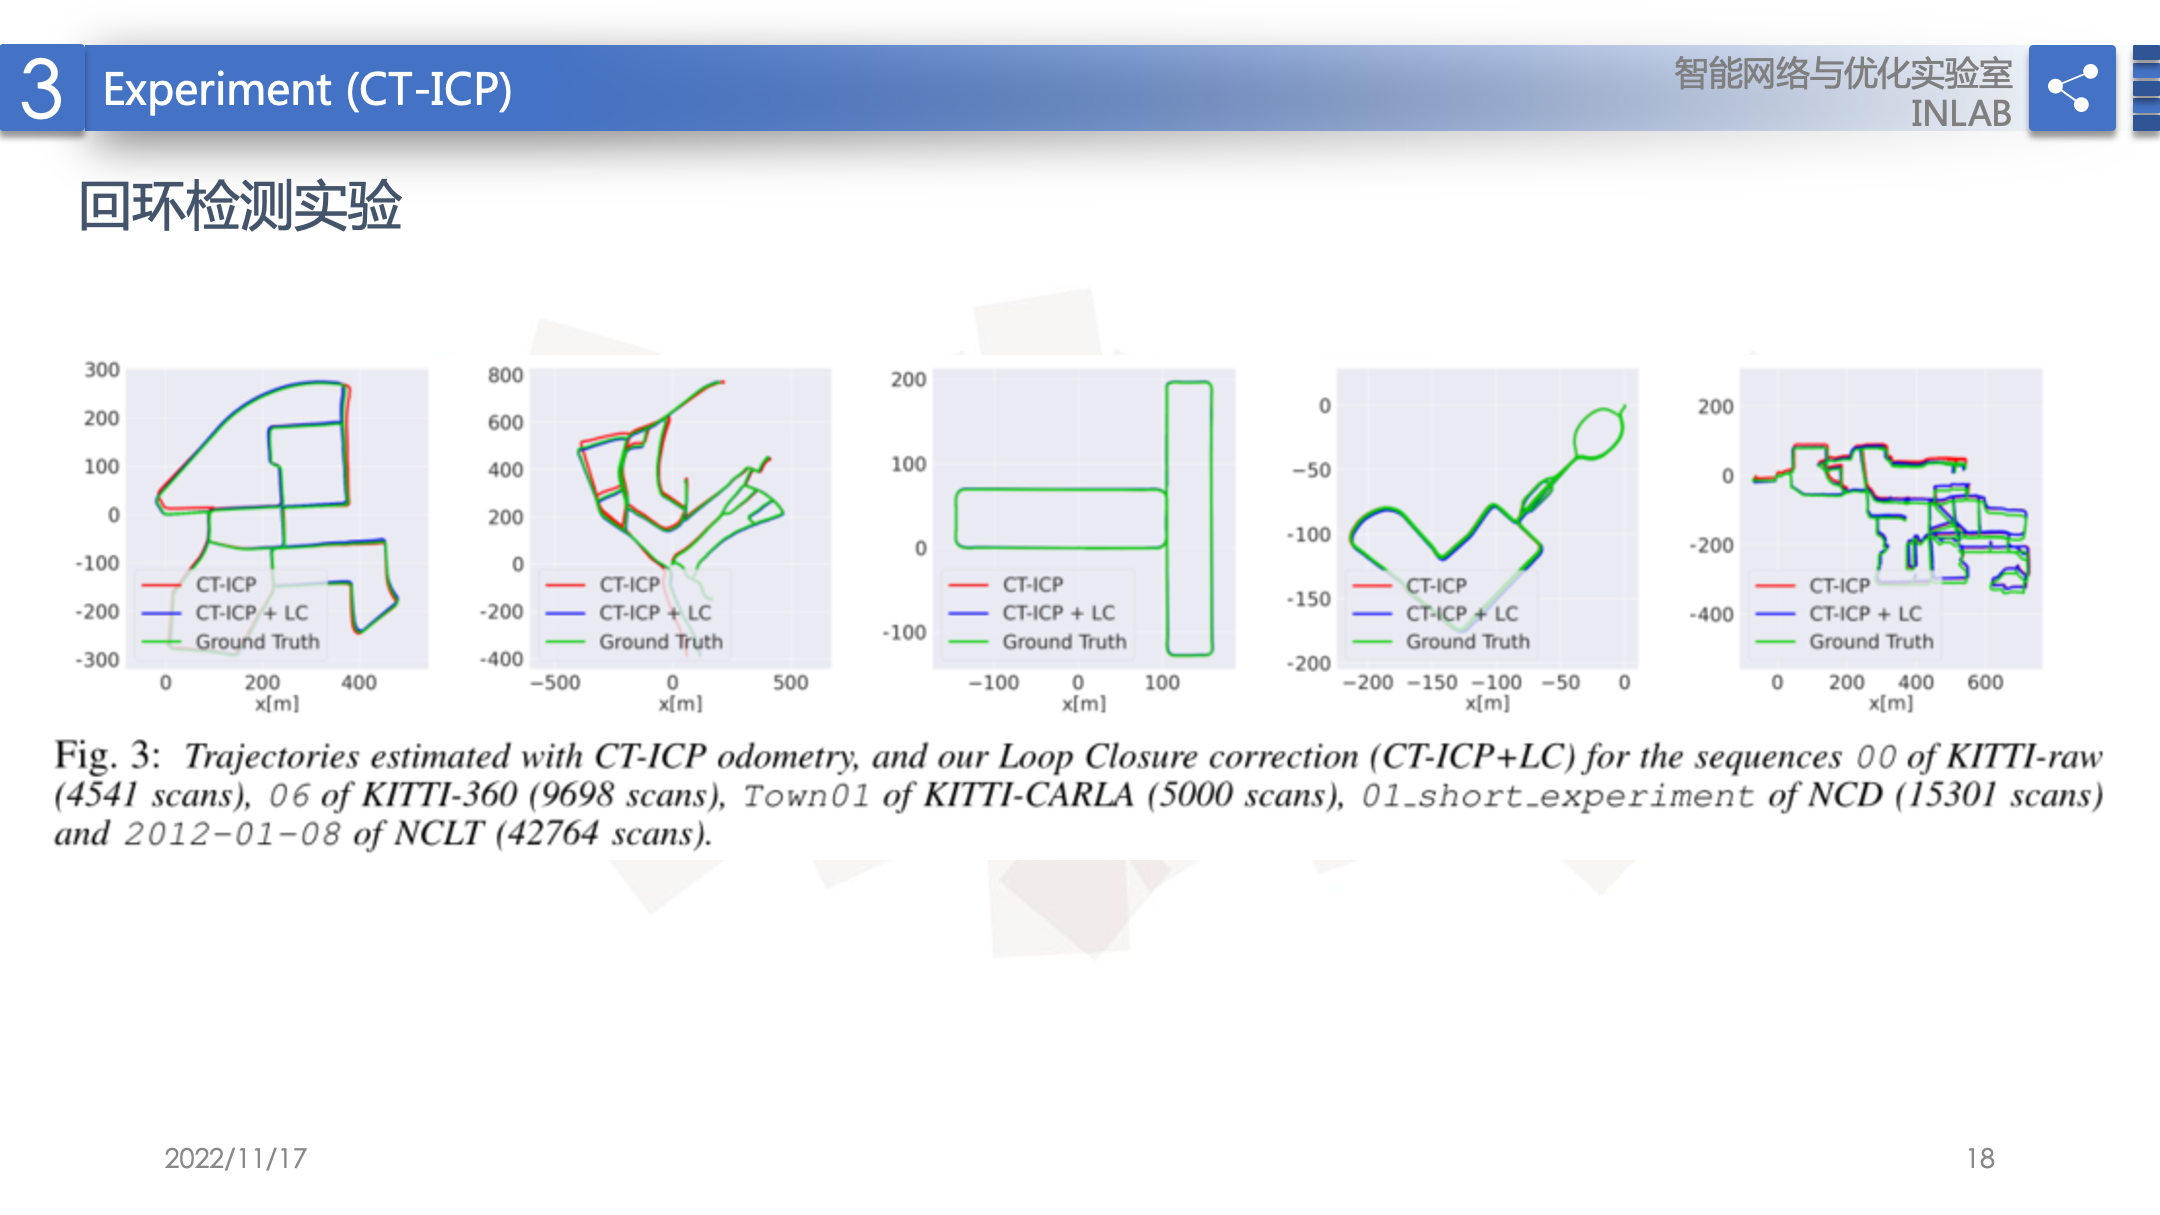 3
Experiment (CT-ICP)
智能网络与优化实验室
INLAB
回环检测实验
300
200
100
0
-100
-200
-300
0 200 400
x[m]
CT-ICP
CT-ICP + LC
Ground Truth
800
600
400
200
0
-200
-400
−500 0 500
x[m]
CT-ICP
CT-ICP + LC
Ground Truth
200
100
0
-100
−100 0 100
x[m]
CT-ICP
CT-ICP + LC
Ground Truth
0
−50
-100
-150
-200
−200 −150 −100 −50 0
x[m]
CT-ICP
CT-ICP + LC
Ground Truth
200
0
-200
-400
0 200 400 600
x[m]
CT-ICP
CT-ICP + LC
Ground Truth
Fig. 3: Trajectories estimated with CT-ICP odometry, and our Loop Closure correction (CT-ICP+LC) for the sequences 00 of KITTI-raw
(4541 scans), 06 of KITTI-360 (9698 scans), Town01 of KITTI-CARLA (5000 scans), 01_short_experiment of NCD (15301 scans)
and 2012-01-08 of NCLT (42764 scans).
2022/11/17
18